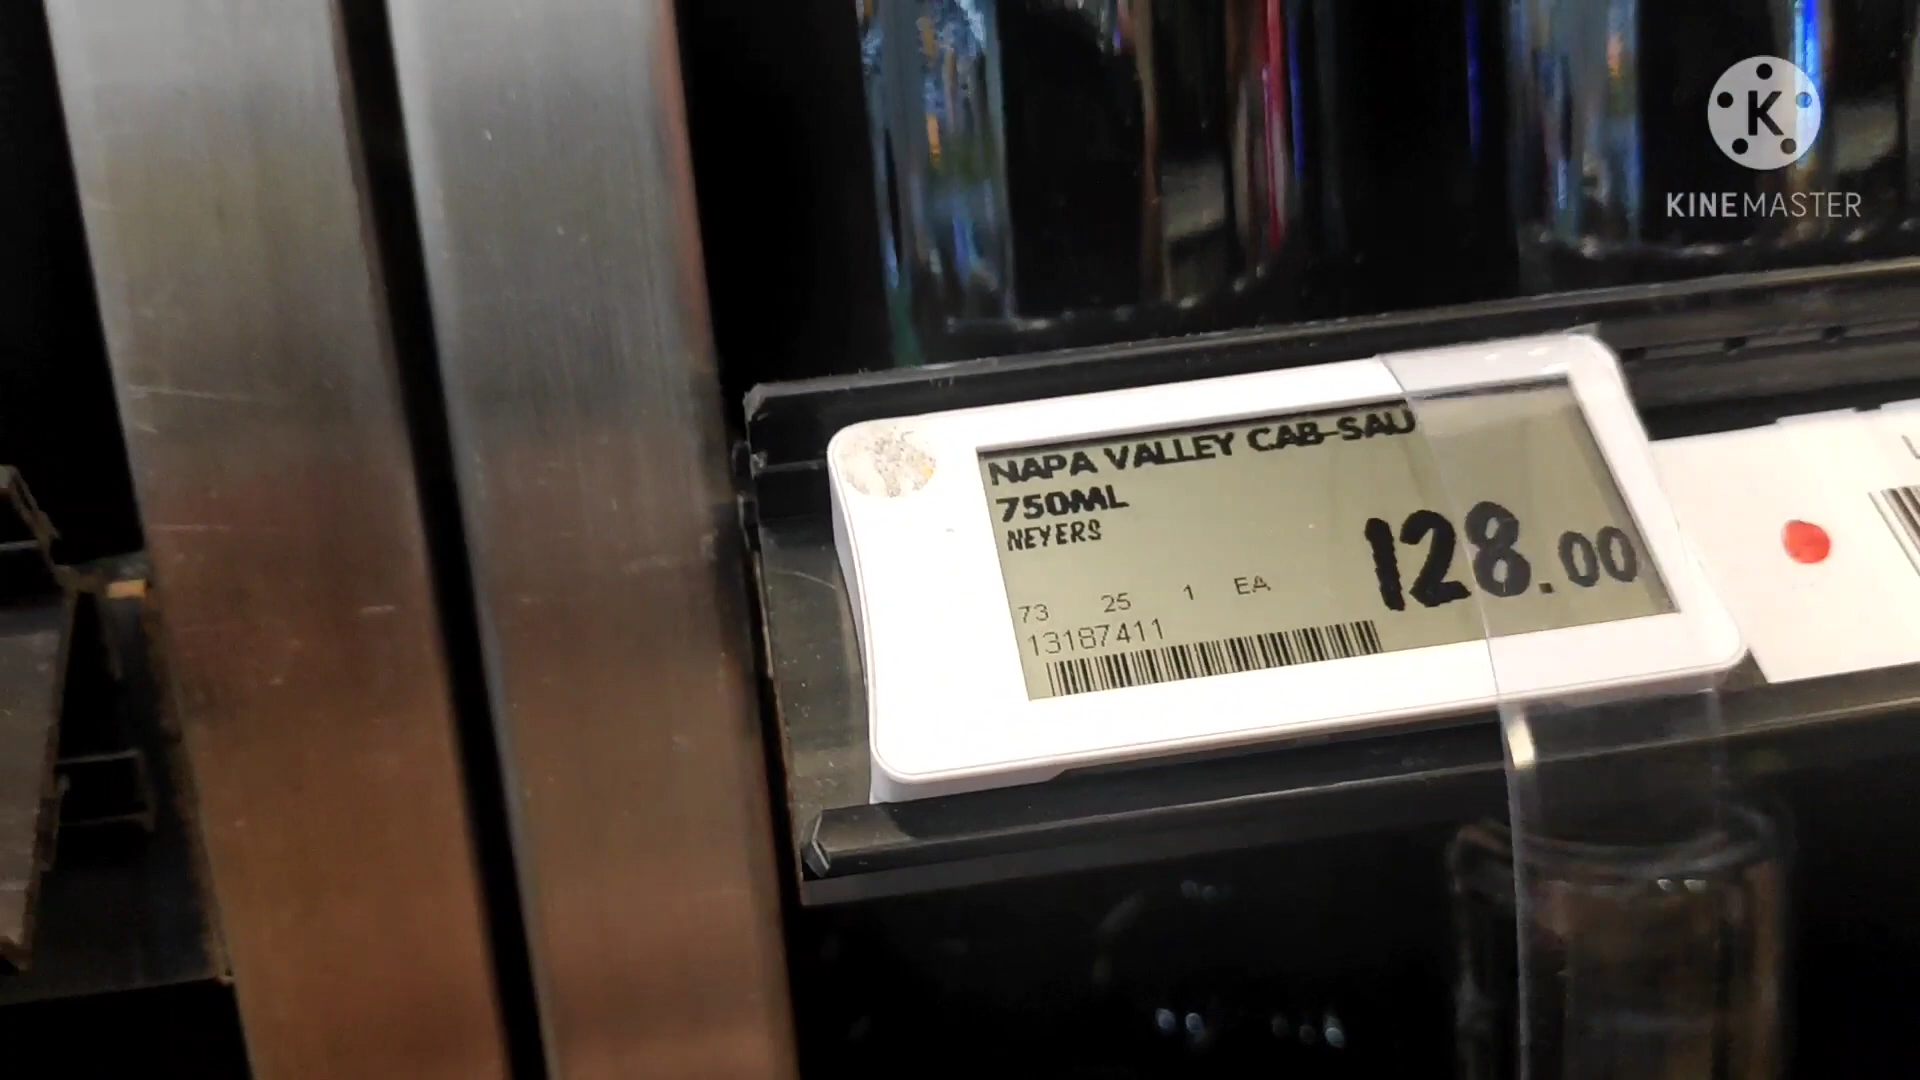 K
KINEMASTER
NAPA VALLEY CAB-SAU
750ML
NEYERS
128.00
73 25 1 EA
13187411